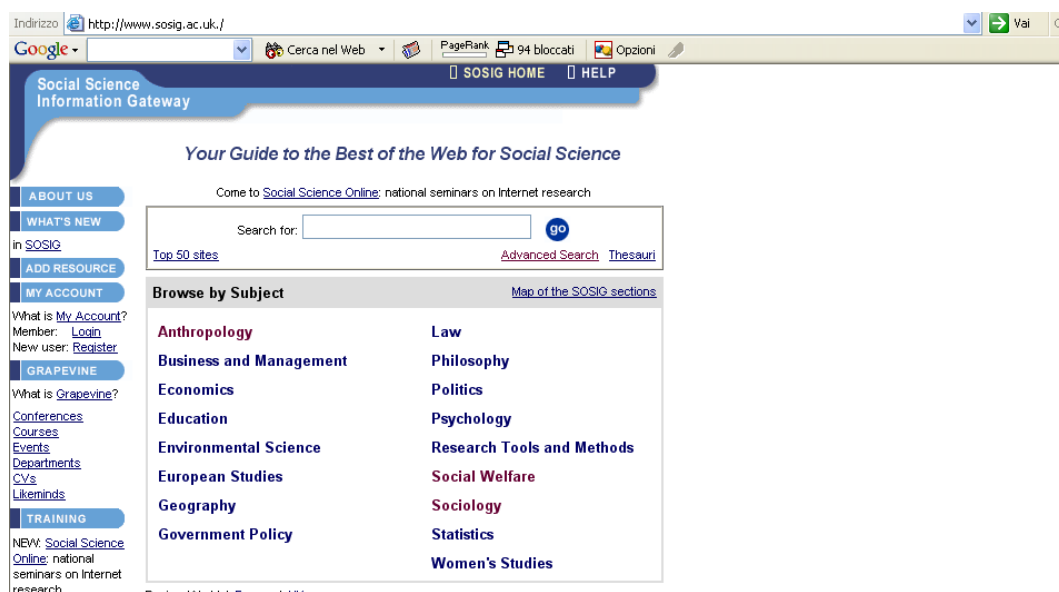 Indirizzo http://www.sosig.ac.uk./ Vai
Google Cerca nel Web PageRank 94 bloccati Opzioni
SOSIG HOME HELP
Social Science
Information Gateway
Your Guide to the Best of the Web for Social Science
Come to Social Science Online: national seminars on Internet research
ABOUT US
WHAT'S NEW
in SOSIG
ADD RESOURCE
MY ACCOUNT
What is My Account?
Member: Login
New user: Register
GRAPEVINE
What is Grapevine?
Conferences
Courses
Events
Departments
CVs
Likeminds
TRAINING
NEW: Social Science
Online: national
seminars on Internet
research
Search for: go
Top 50 sites Advanced Search Thesauri
Browse by Subject Map of the SOSIG sections
Anthropology Law
Business and Management Philosophy
Economics Politics
Education Psychology
Environmental Science Research Tools and Methods
European Studies Social Welfare
Geography Sociology
Government Policy Statistics
Women's Studies